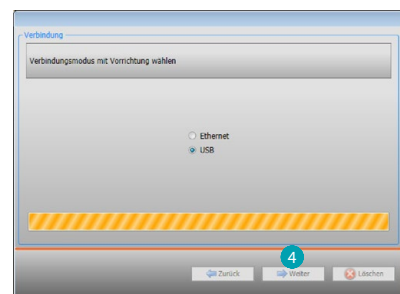 Verbindung
Verbindungsmodus mit Vorrichtung wählen
Ethernet
USB
4
Zurück
Weiter
Löschen